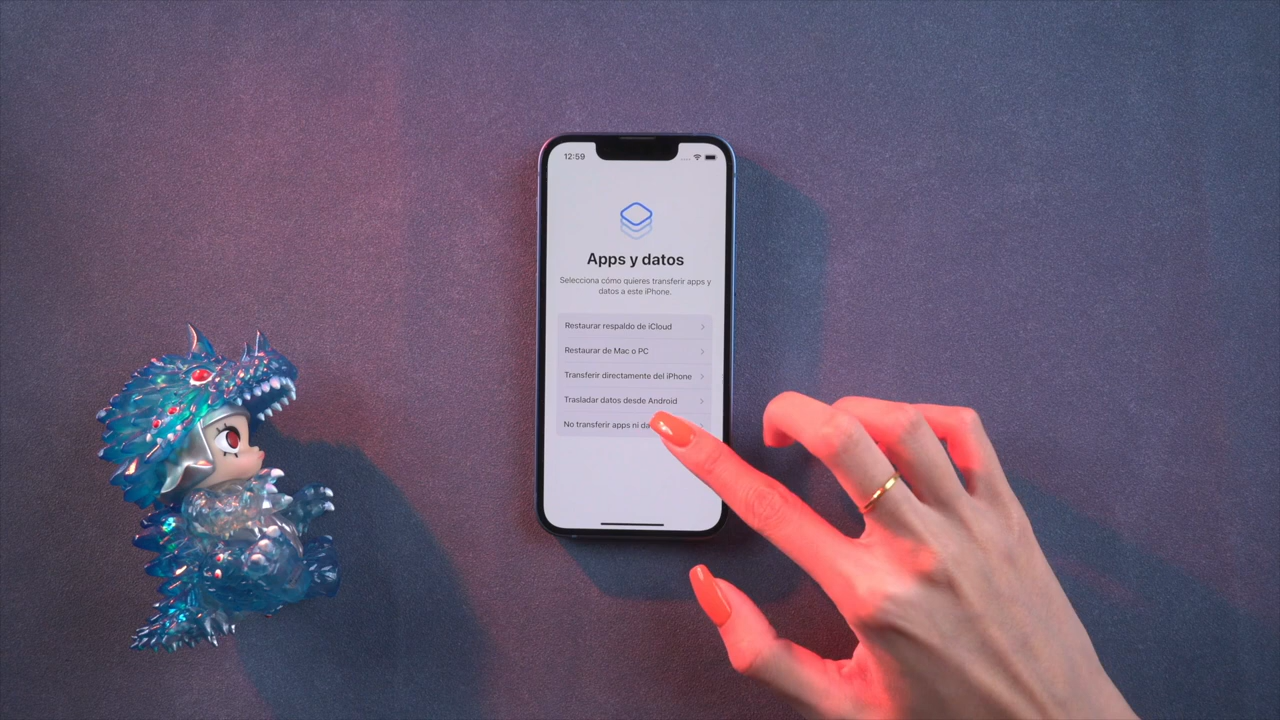 12:59
Apps y datos
Selecciona cómo quieres transferir apps y
datos a este iPhone.
Restaurar respaldo de iCloud
Restaurar de Mac o PC
Transferir directamente del iPhone
Trasladar datos desde Android
No transferir apps ni